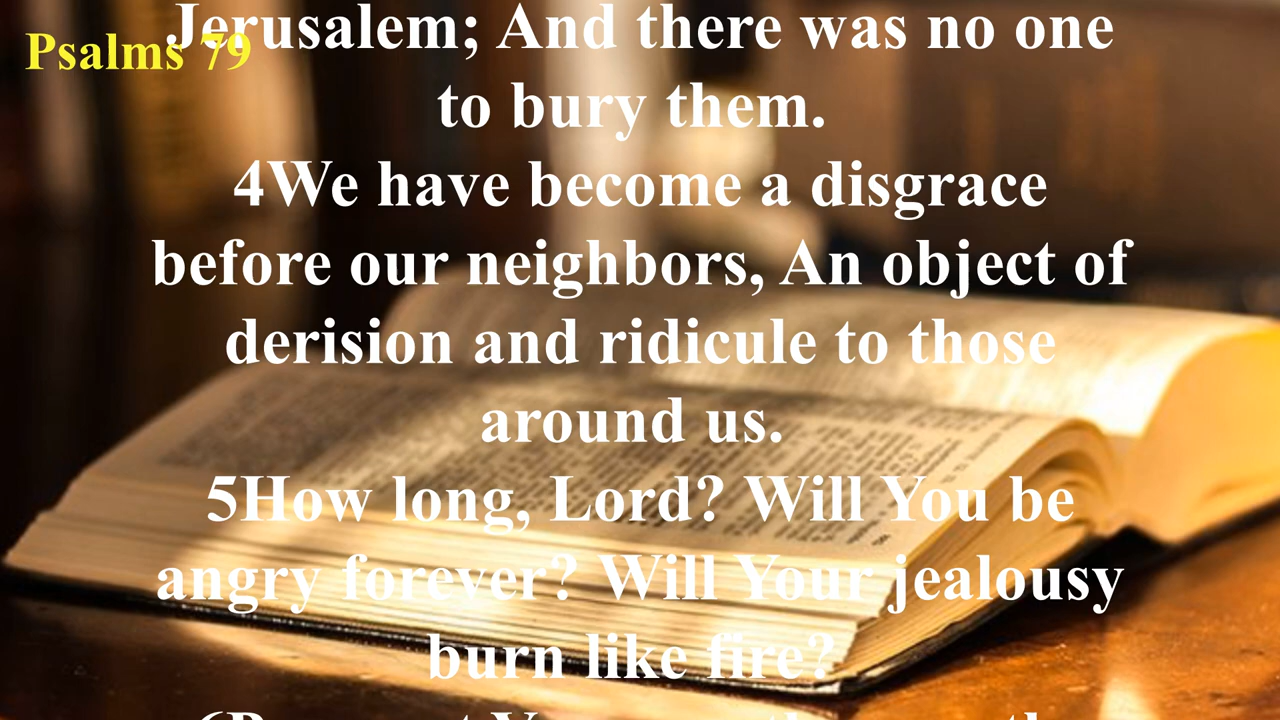 Psalms 79
Jerusalem; And there was no one
to bury them.
4We have become a disgrace
before our neighbors, An object of
derision and ridicule to those
around us.
5How long, Lord? Will You be
angry forever? Will Your jealousy
burn like fire?